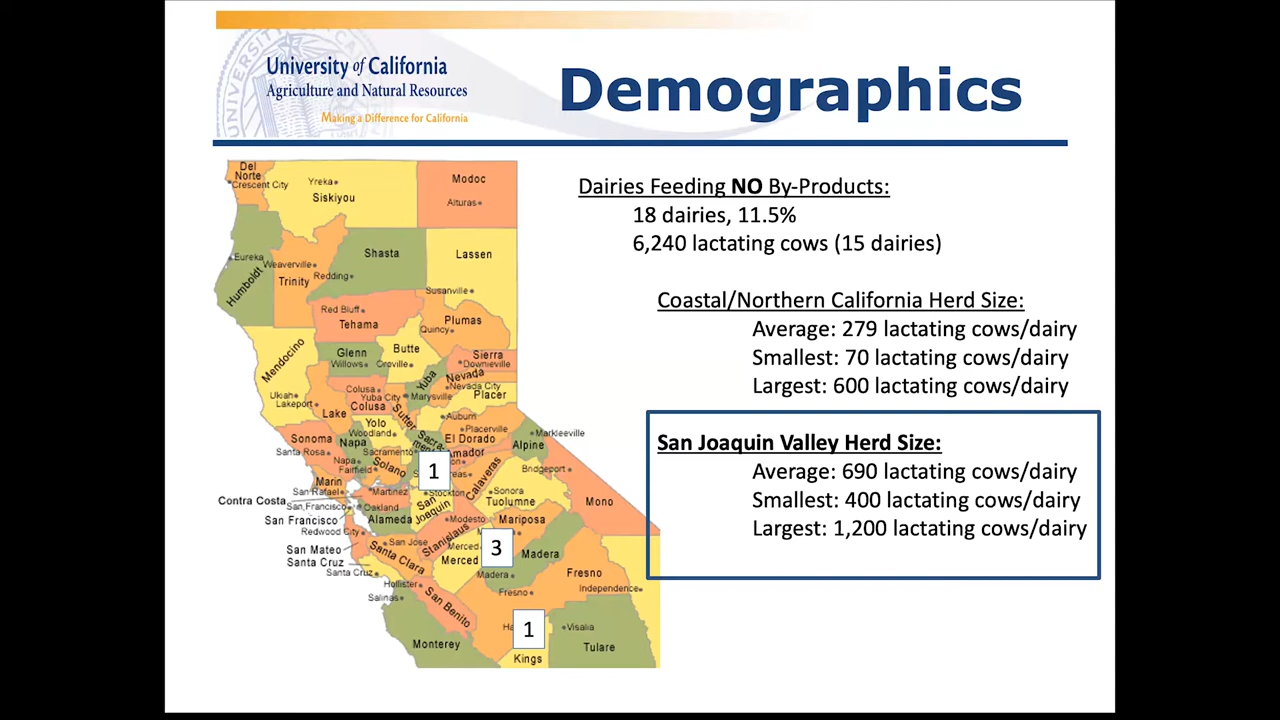 University of California
Agriculture and Natural Resources
Making a Difference for California
Demographics
Dairies Feeding NO By-Products:
18 dairies, 11.5%
6,240 lactating cows (15 dairies)
Coastal/Northern California Herd Size:
Average: 279 lactating cows/dairy
Smallest: 70 lactating cows/dairy
Largest: 600 lactating cows/dairy
San Joaquin Valley Herd Size:
Average: 690 lactating cows/dairy
Smallest: 400 lactating cows/dairy
Largest: 1,200 lactating cows/dairy
Del
Norte
Crescent City
Yreka
Siskiyou
Modoc
Alturas
Eureka
Humboldt
Weaverville
Trinity
Shasta
Redding
Lassen
Susanville
Red Bluff
Tehama
Plumas
Quincy
Mendocino
Glenn
Willows
Butte
Oroville
Sierra
Downieville
Yuba
Nevada
Nevada City
Placer
Ukiah
Lakeport
Lake
Colusa
Colusa
Yuba City
Marysville
Sutter
Auburn
Yolo
Woodland
Placerville
El Dorado
Sonoma
Santa Rosa
Napa
Napa
Sacramento
Sacra-
Amador
Alpine
Markleeville
Fairfield
Solano
1
Calaveras
Bridgeport
Marin
San Rafael
Martinez
Stockton
Sonora
Tuolumne
Mono
Contra Costa
San Francisco
Oakland
San Joaquin
San Francisco
Alameda
Redwood City
Modesto
Mariposa
Stanislaus
San Mateo
San Jose
Santa Clara
Merced
Merced
3
Madera
Santa Cruz
Santa Cruz
Madera
Fresno
Hollister
Independence
Salinas
San Benito
Fresno
Monterey
Ha
1
Visalia
Tulare
Kings